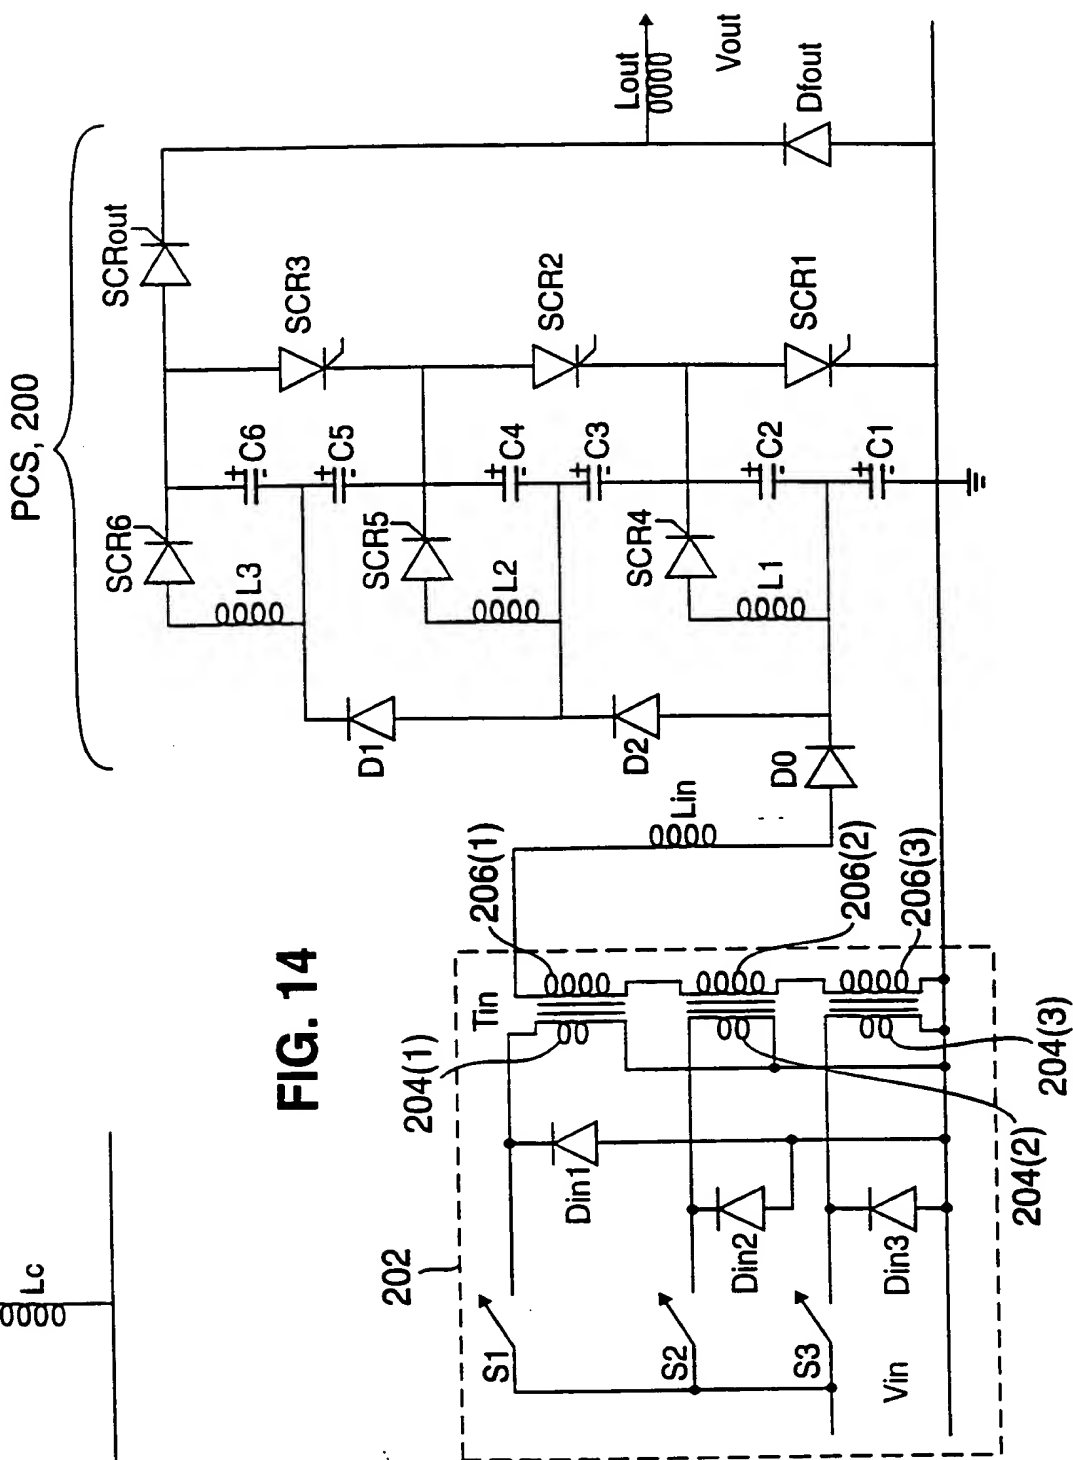 PCS, 200
SCRout
SCR6
SCR3
C6
L3
C5
Lout
Vout
SCR5
SCR2
C4
L2
C3
D1
Dfout
SCR4
SCR1
C2
L1
C1
D2
D0
Lin
FIG. 14
206(1)
206(2)
206(3)
Tin
204(1)
204(2)
204(3)
202
Din1
Din2
Din3
S1
S2
S3
Vin
Lc